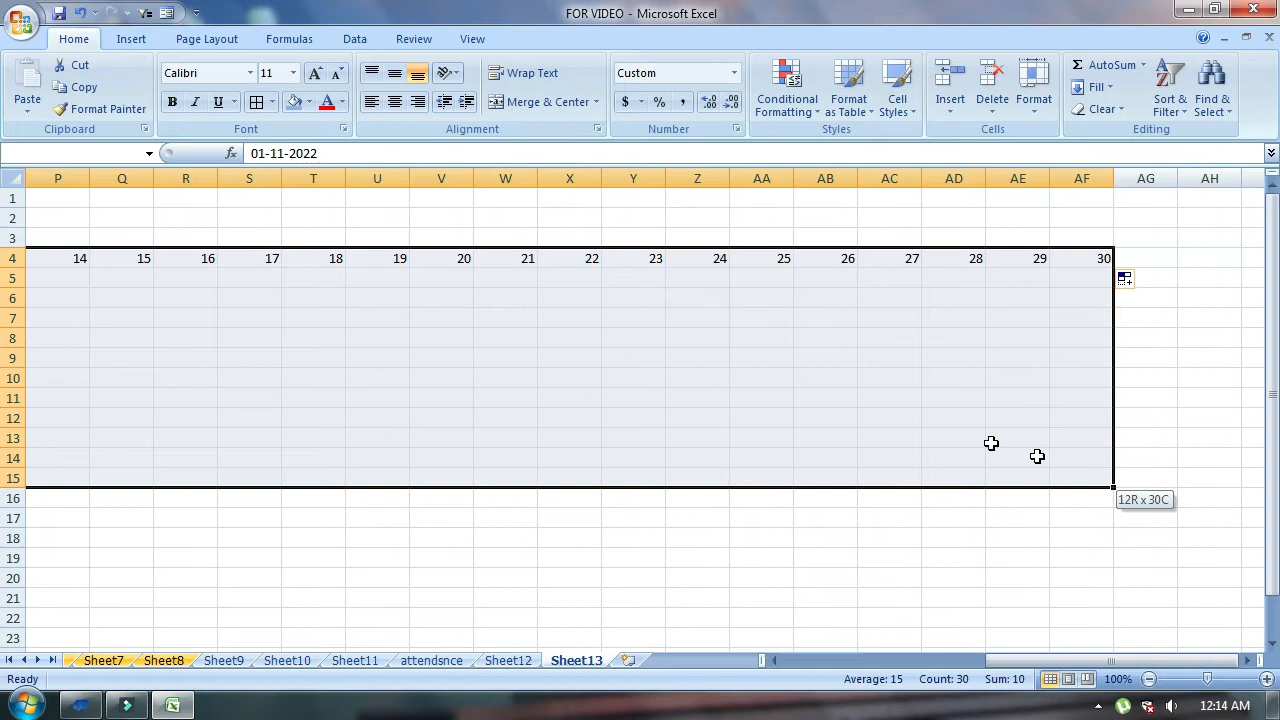 FOR VIDEO - Microsoft Excel
Home Insert Page Layout Formulas Data Review View
Paste Cut Copy Format Painter Clipboard
Calibri 11 B I U Font
Wrap Text Merge & Center Alignment
Custom $ % , .0 .00 .00 .0 Number
Conditional Formatting Format as Table Cell Styles Styles
Insert Delete Format Cells
Σ AutoSum Fill Clear Sort & Filter Find & Select Editing
fx 01-11-2022
P Q R S T U V W X Y Z AA AB AC AD AE AF AG AH
1
2
3
4 14 15 16 17 18 19 20 21 22 23 24 25 26 27 28 29 30
5
6
7
8
9
10
11
12
13
14
15
12R x 30C
16
17
18
19
20
21
22
23
Sheet7 Sheet8 Sheet9 Sheet10 Sheet11 attendsnce Sheet12 Sheet13
Ready Average: 15 Count: 30 Sum: 10 100%
12:14 AM